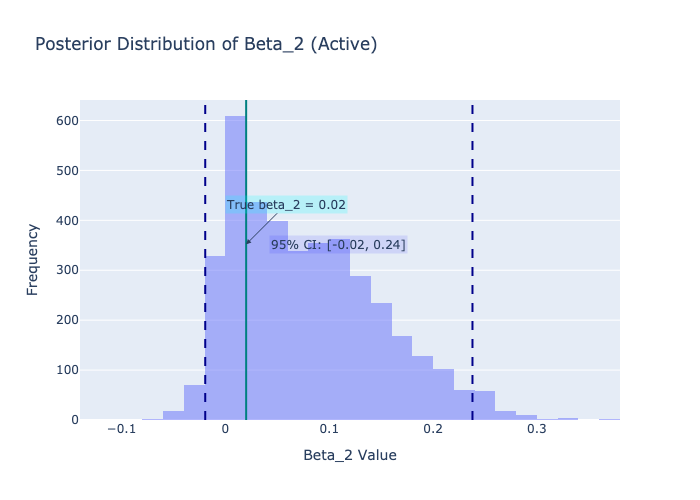 Posterior Distribution of Beta_2 (Active)
600
500
400
300
200
100
0
Frequency
True beta_2 = 0.02
95% CI: [-0.02, 0.24]
−0.1 0 0.1 0.2 0.3
Beta_2 Value